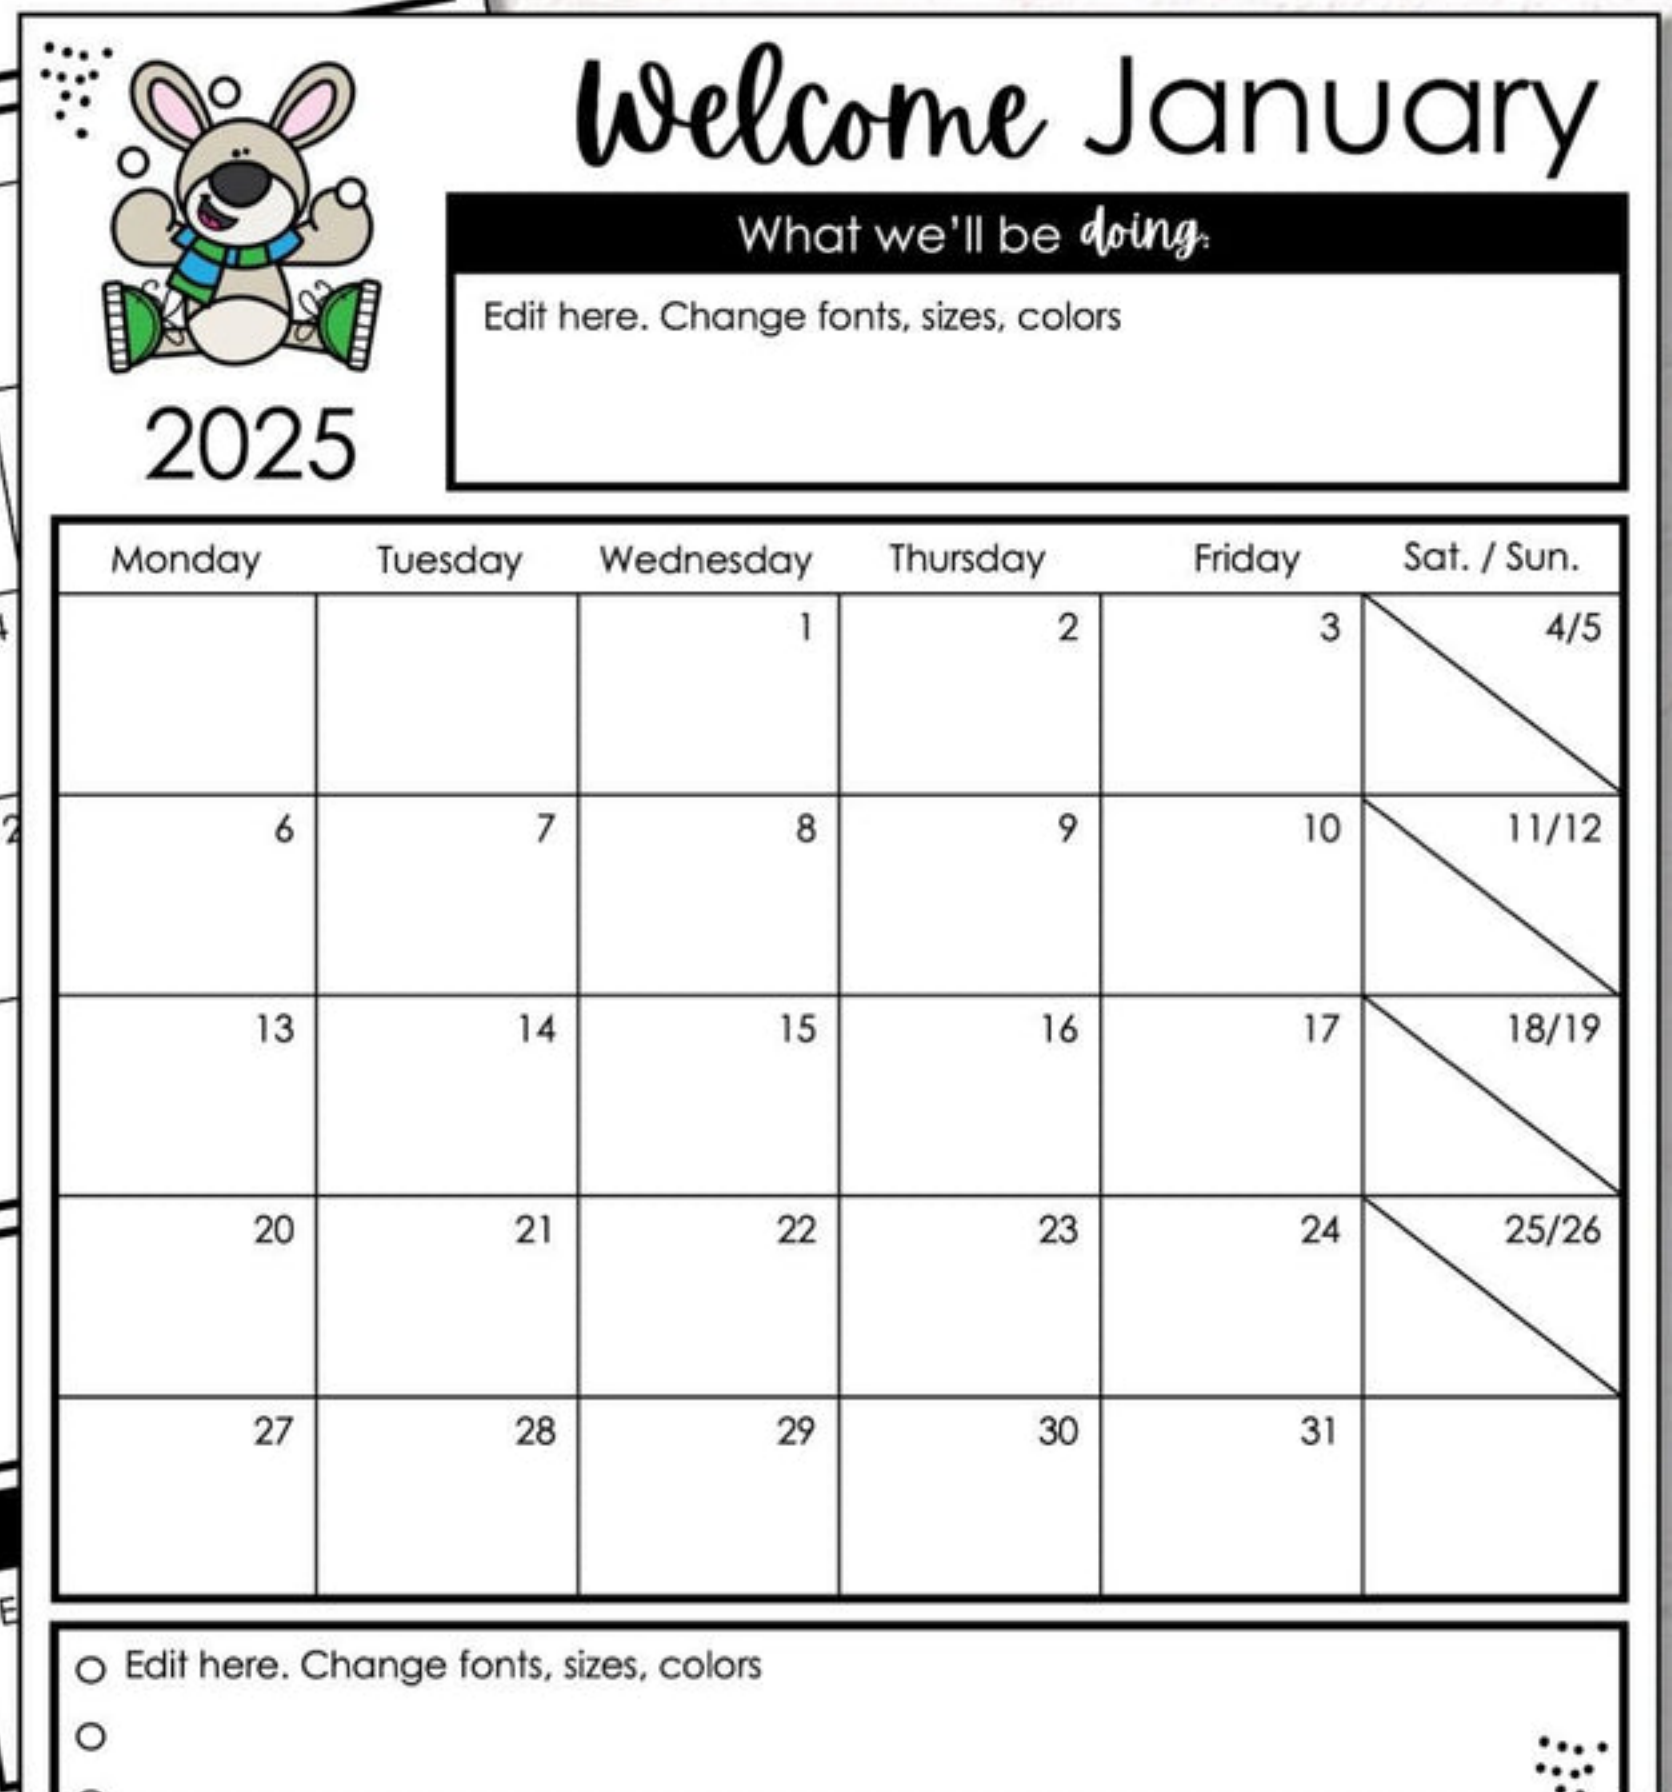 Welcome January
What we'll be doing:
Edit here. Change fonts, sizes, colors
2025
Monday Tuesday Wednesday Thursday Friday Sat. / Sun.
1 2 3 4/5
6 7 8 9 10 11/12
13 14 15 16 17 18/19
20 21 22 23 24 25/26
27 28 29 30 31
Edit here. Change fonts, sizes, colors